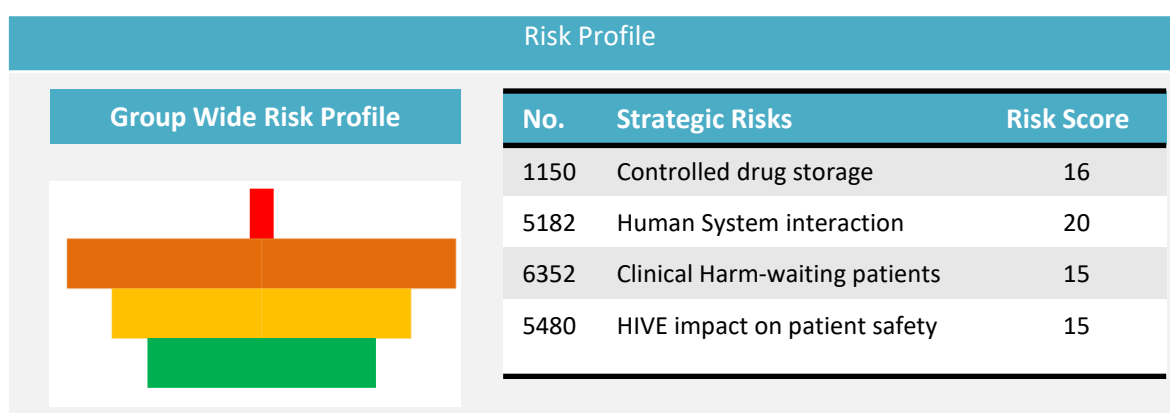 Risk Profile
Group Wide Risk Profile
No. Strategic Risks Risk Score
1150 Controlled drug storage 16
5182 Human System interaction 20
6352 Clinical Harm-waiting patients 15
5480 HIVE impact on patient safety 15